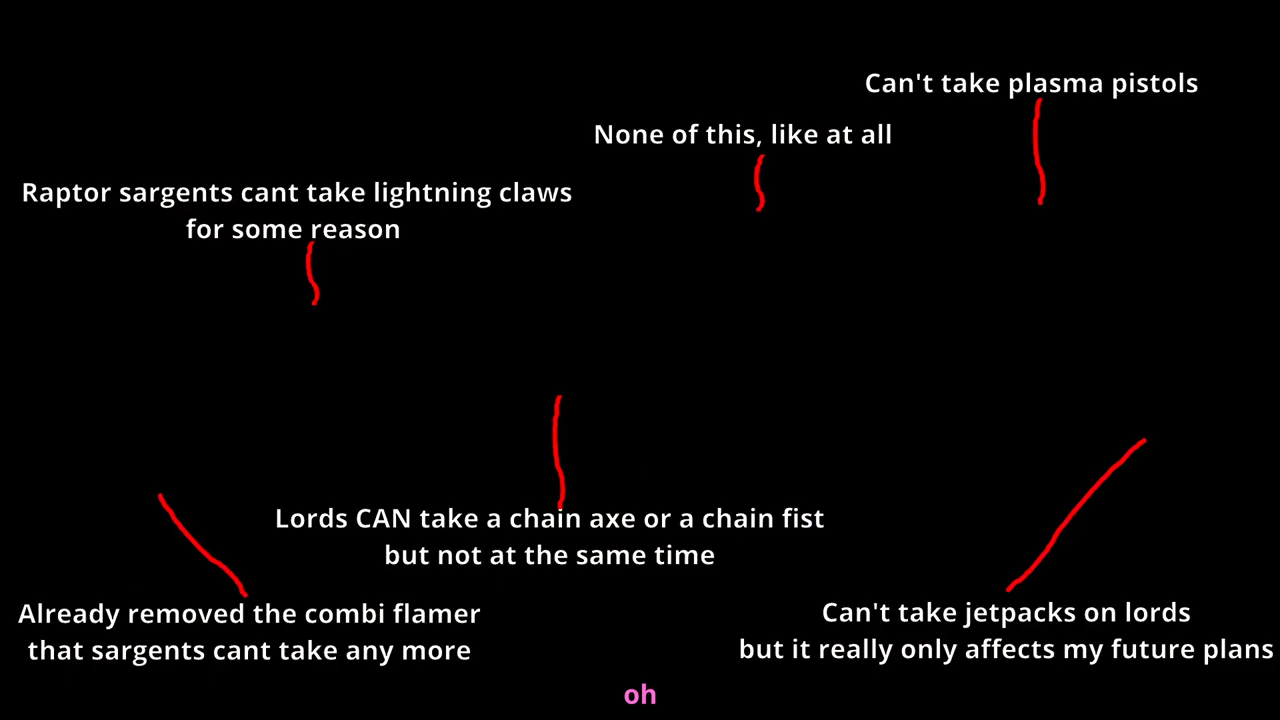 Can't take plasma pistols
None of this, like at all
Raptor sargents cant take lightning claws
for some reason
Lords CAN take a chain axe or a chain fist
but not at the same time
Already removed the combi flamer
that sargents cant take any more
Can't take jetpacks on lords
but it really only affects my future plans
oh